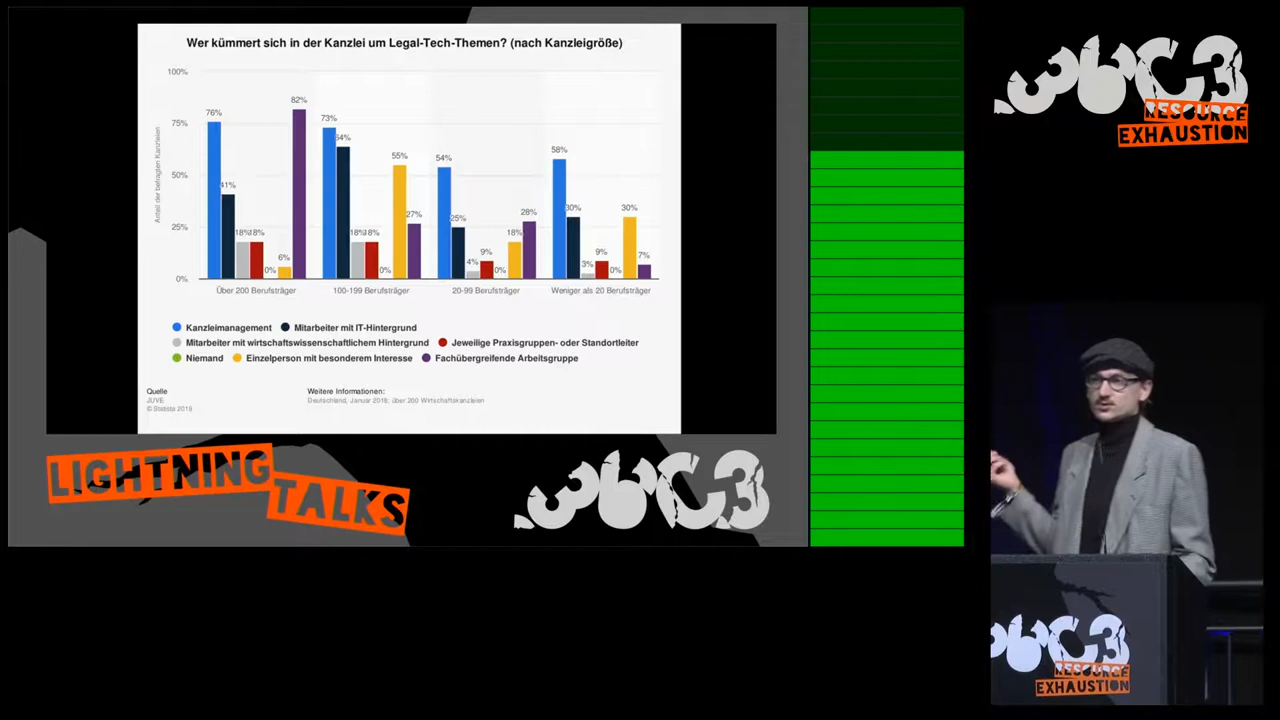 Wer kümmert sich in der Kanzlei um Legal-Tech-Themen? (nach Kanzleigröße)
Anteil der befragten Kanzleien
100%
75%
50%
25%
0%
76%
41%
18%
18%
0%
6%
82%
73%
64%
18%
18%
0%
55%
27%
54%
25%
4%
9%
0%
18%
28%
58%
30%
3%
9%
0%
30%
7%
Über 200 Berufsträger
100-199 Berufsträger
20-99 Berufsträger
Weniger als 20 Berufsträger
Kanzleimanagement
Mitarbeiter mit IT-Hintergrund
Mitarbeiter mit wirtschaftswissenschaftlichem Hintergrund
Jeweilige Praxisgruppen- oder Standortleiter
Niemand
Einzelperson mit besonderem Interesse
Fachübergreifende Arbeitsgruppe
Quelle
JUVE
© Statista 2019
Weitere Informationen:
Deutschland, Januar 2018; über 200 Wirtschaftskanzleien
LIGHTNING
TALKS
36C3
36C3
RESOURCE
EXHAUSTION
36C3
RESOURCE
EXHAUSTION